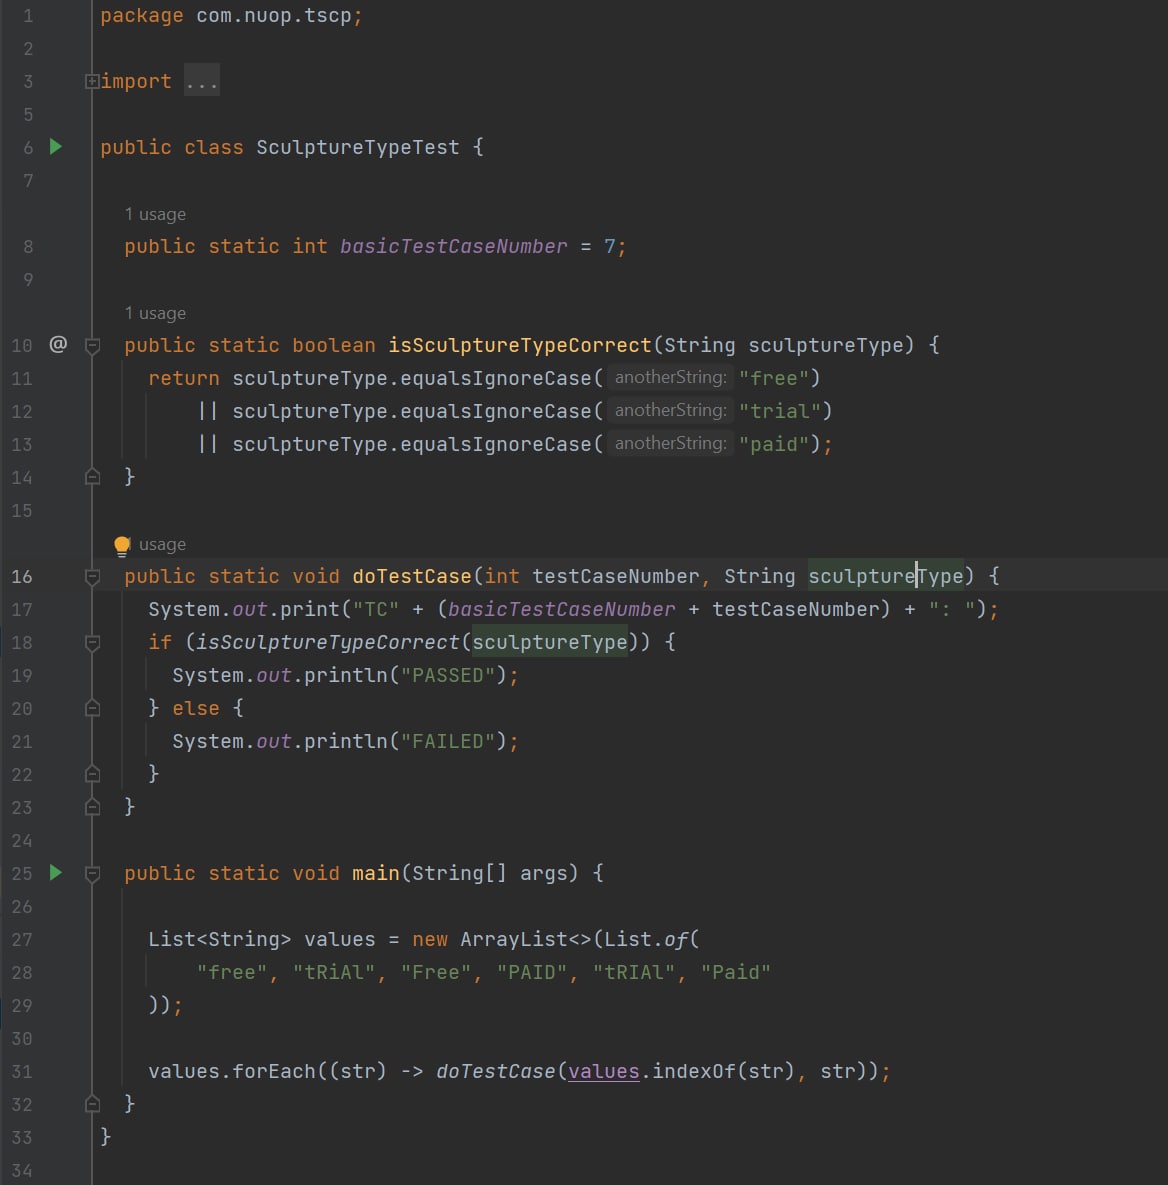 1 package com.nuop.tscp;
2
3 import ...
5
6 public class SculptureTypeTest {
7
1 usage
8 public static int basicTestCaseNumber = 7;
9
1 usage
10 @ public static boolean isSculptureTypeCorrect(String sculptureType) {
11 return sculptureType.equalsIgnoreCase( anotherString: "free")
12 || sculptureType.equalsIgnoreCase( anotherString: "trial")
13 || sculptureType.equalsIgnoreCase( anotherString: "paid");
14 }
15
usage
16 public static void doTestCase(int testCaseNumber, String sculptureType) {
17 System.out.print("TC" + (basicTestCaseNumber + testCaseNumber) + ": ");
18 if (isSculptureTypeCorrect(sculptureType)) {
19 System.out.println("PASSED");
20 } else {
21 System.out.println("FAILED");
22 }
23 }
24
25 public static void main(String[] args) {
26
27 List<String> values = new ArrayList<>(List.of(
28 "free", "tRiAl", "Free", "PAID", "tRIAl", "Paid"
29 ));
30
31 values.forEach((str) -> doTestCase(values.indexOf(str), str));
32 }
33 }
34